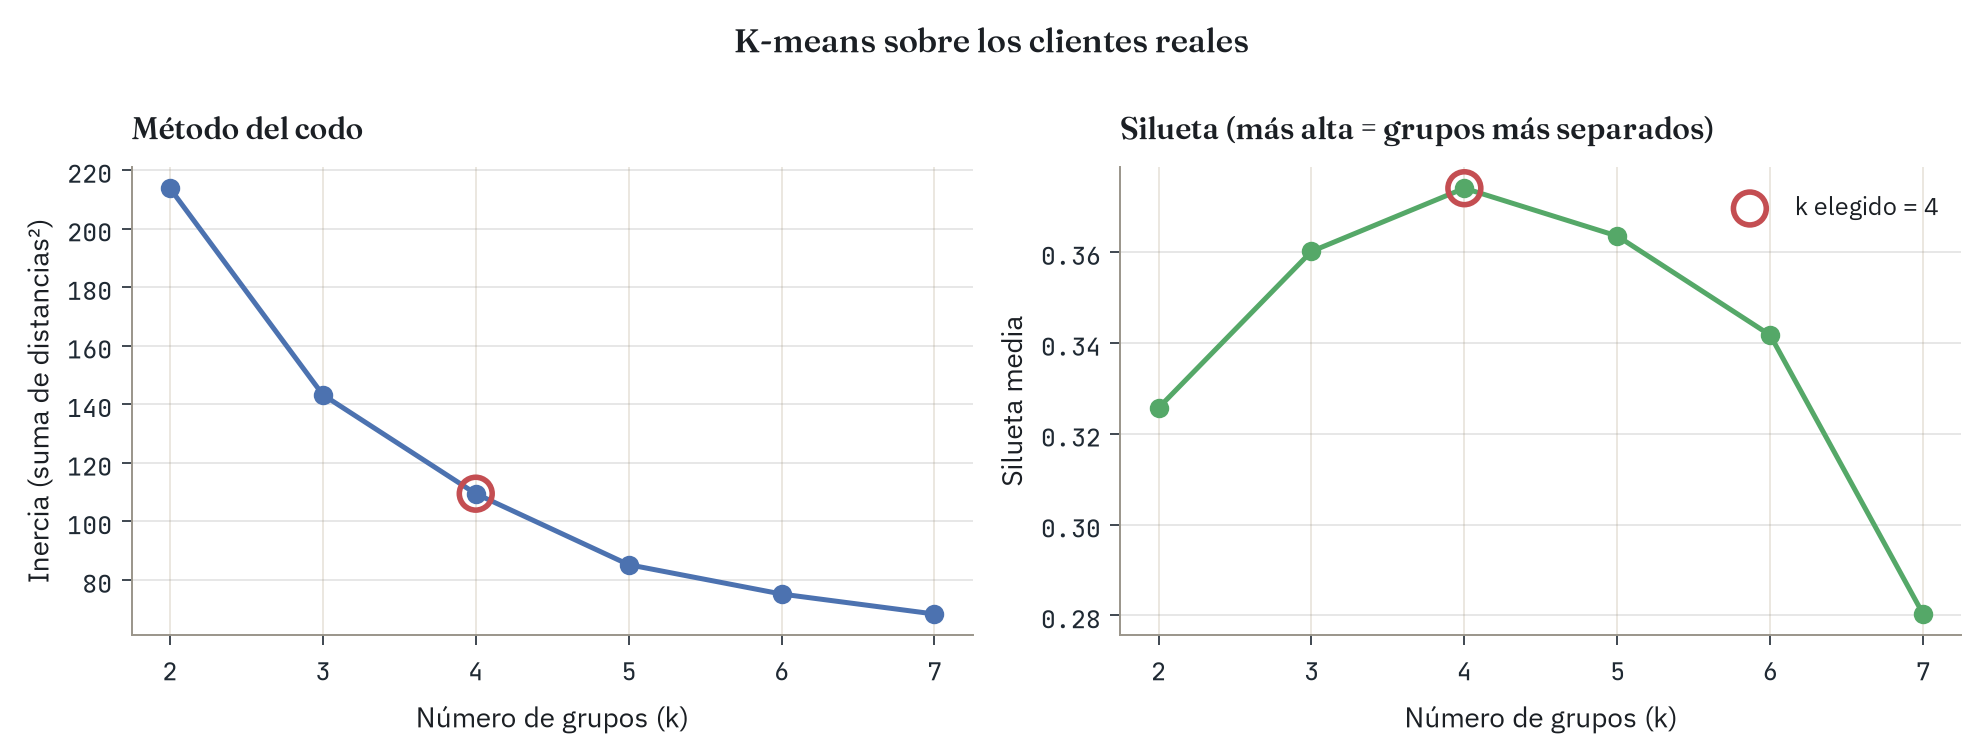 K-means sobre los clientes reales
Método del codo
220
200
180
160
140
120
100
80
Inercia (suma de distancias²)
2 3 4 5 6 7
Número de grupos (k)
Silueta (más alta = grupos más separados)
k elegido = 4
0.36
0.34
0.32
0.30
0.28
Silueta media
2 3 4 5 6 7
Número de grupos (k)